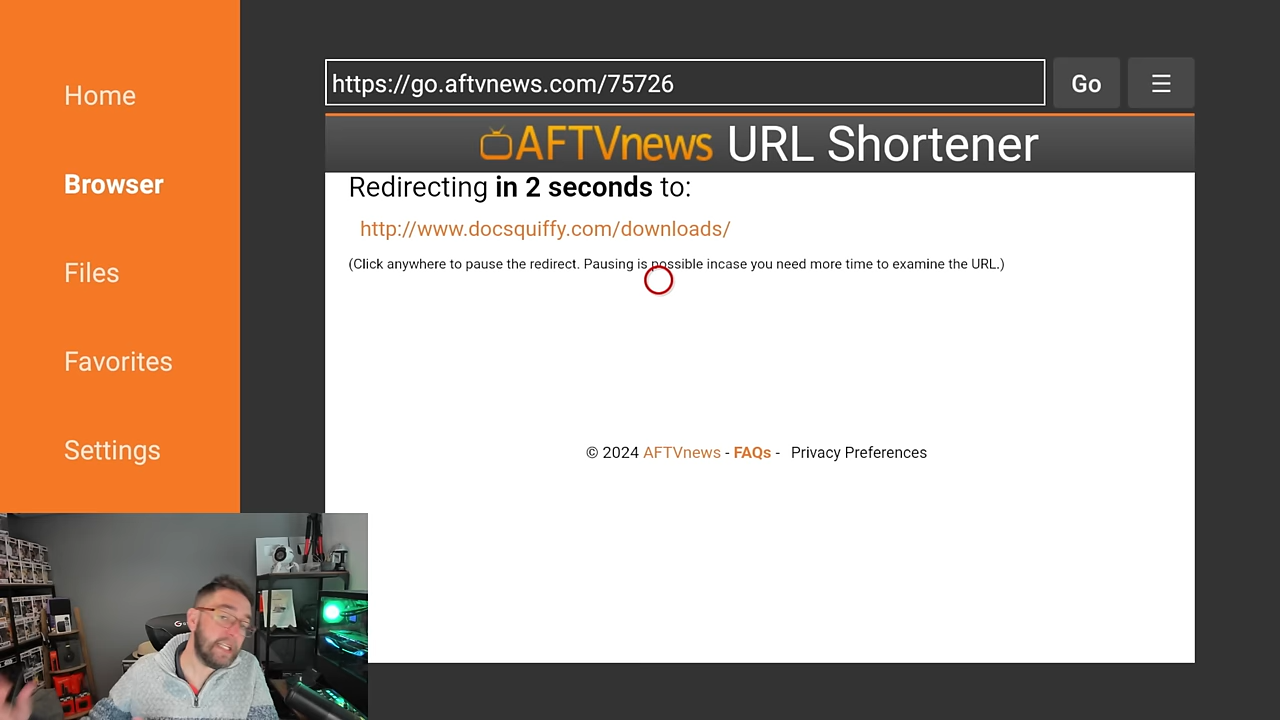 Home
Browser
Files
Favorites
Settings
https://go.aftvnews.com/75726
Go
☰
AFTVnews URL Shortener
Redirecting in 2 seconds to:
http://www.docsquiffy.com/downloads/
(Click anywhere to pause the redirect. Pausing is possible incase you need more time to examine the URL.)
© 2024 AFTVnews - FAQs - Privacy Preferences